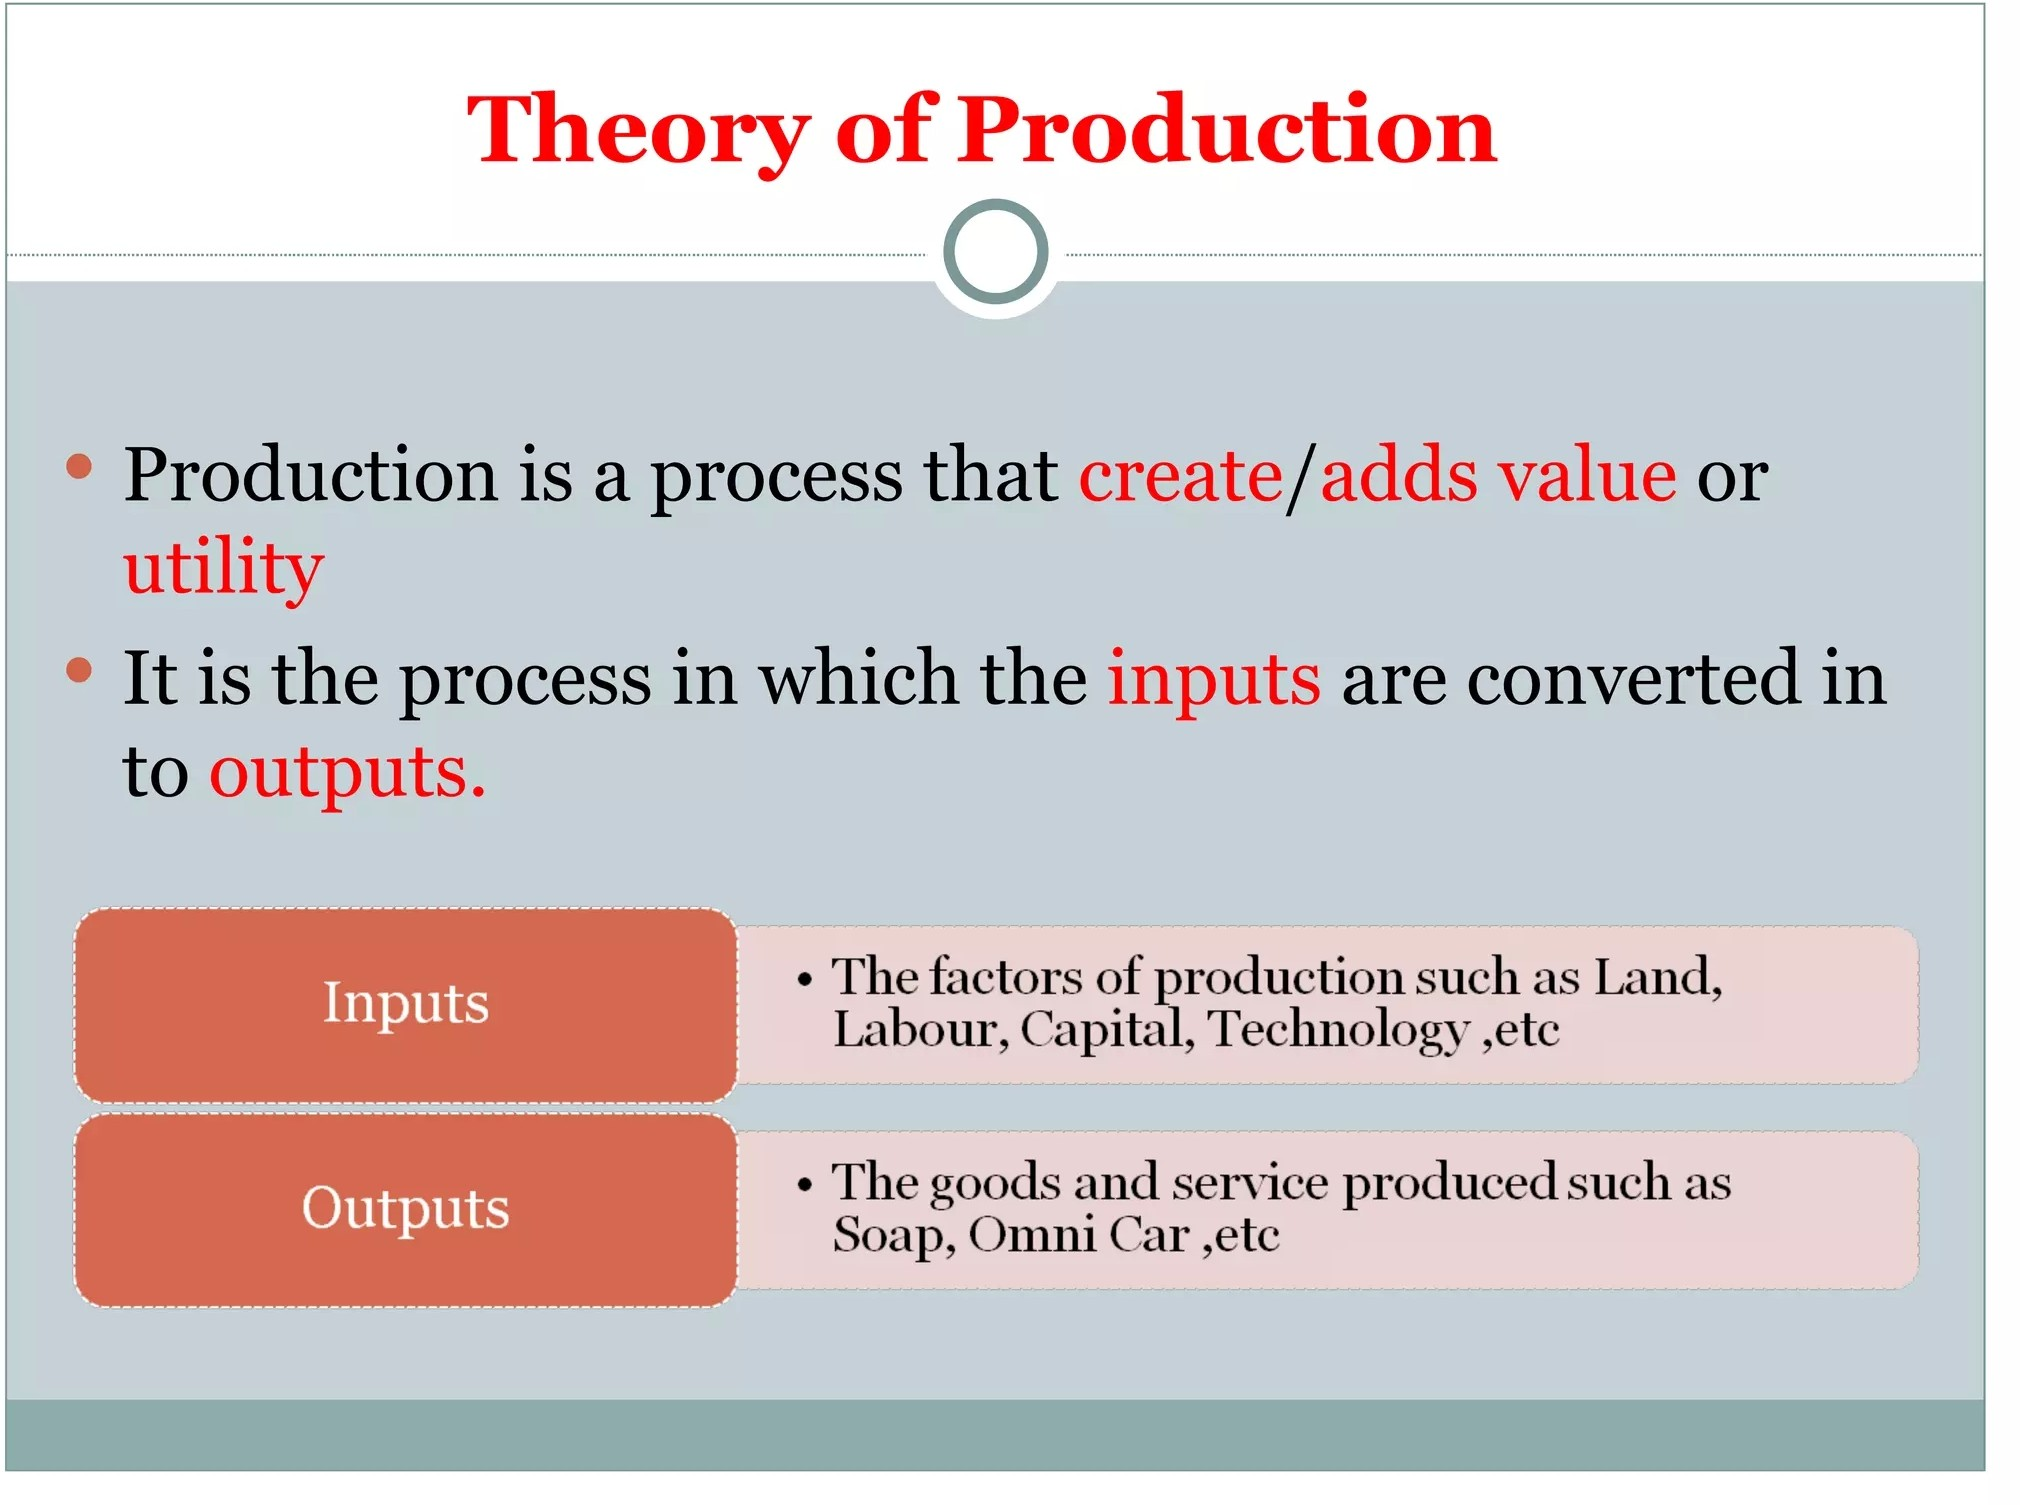 Theory of Production
• Production is a process that create/adds value or
utility
• It is the process in which the inputs are converted in
to outputs.
Inputs
• The factors of production such as Land,
Labour, Capital, Technology ,etc
Outputs
• The goods and service produced such as
Soap, Omni Car ,etc